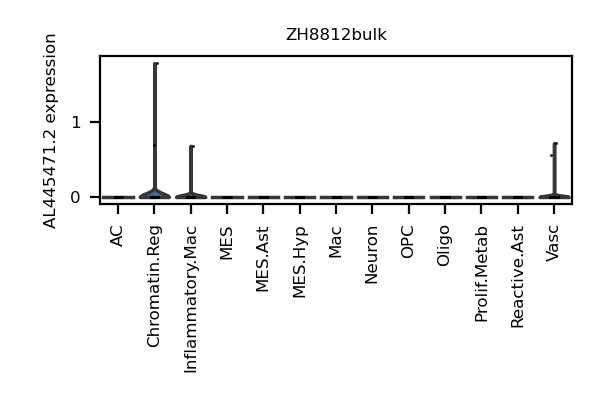 ZH8812bulk
AL445471.2 expression
1
0
AC
Chromatin.Reg
Inflammatory.Mac
MES
MES.Ast
MES.Hyp
Mac
Neuron
OPC
Oligo
Prolif.Metab
Reactive.Ast
Vasc